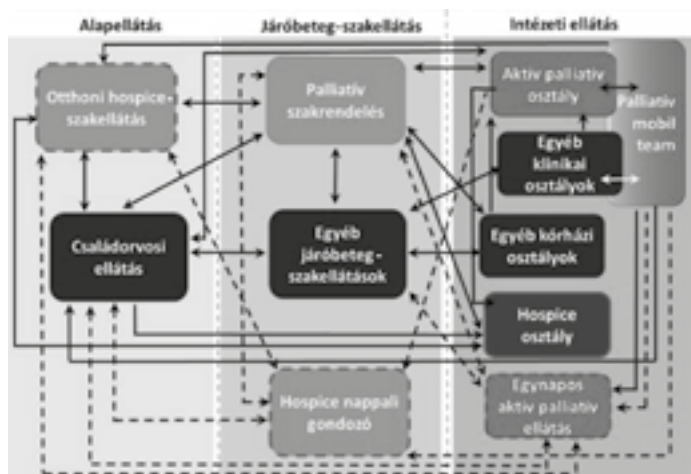 Alapellátás
Járóbeteg-szakellátás
Intézeti ellátás
Otthoni hospice-
szakellátás
Palliatív
szakrendelés
Aktív palliatív
osztály
Palliatív
mobil
team
Egyéb
klinikai
osztályok
Családorvosi
ellátás
Egyéb
járóbeteg-
szakellátások
Egyéb kórházi
osztályok
Hospice
osztály
Hospice nappali
gondozó
Egynapos
aktív palliatív
ellátás